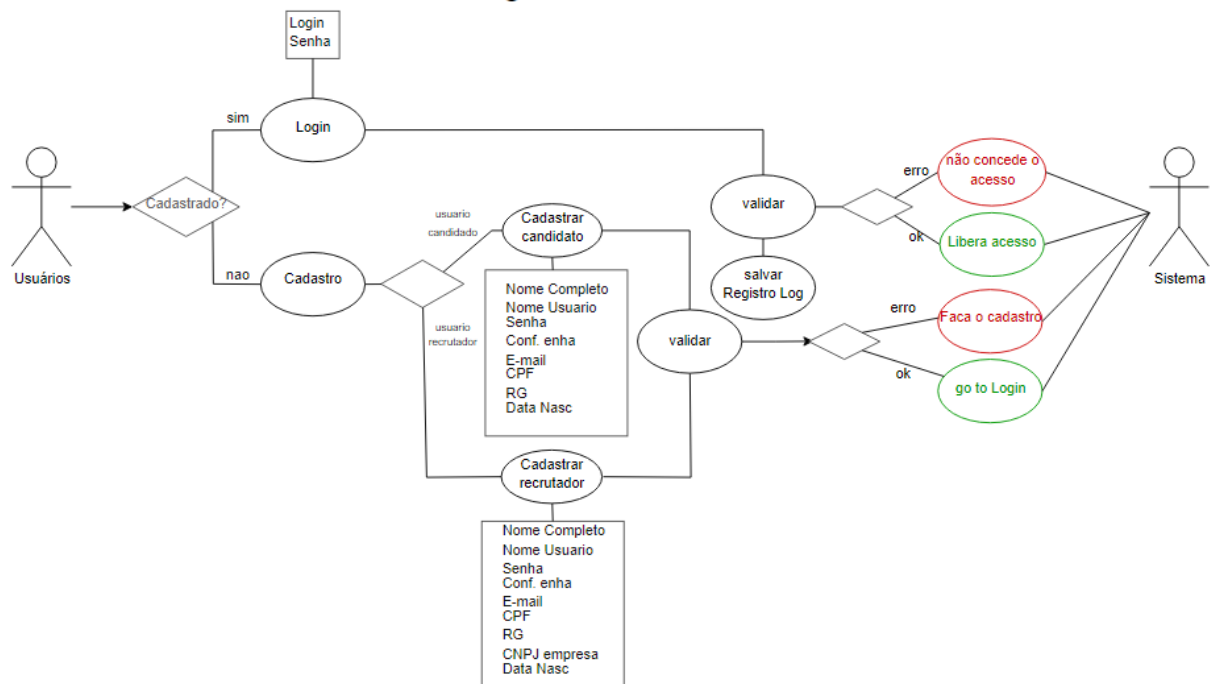 Login
Senha
sim
Login
Cadastrado?
Usuários
nao
Cadastro
usuario
candidado
usuario
recrutador
Cadastrar
candidato
Nome Completo
Nome Usuario
Senha
Conf. enha
E-mail
CPF
RG
Data Nasc
Cadastrar
recrutador
Nome Completo
Nome Usuario
Senha
Conf. enha
E-mail
CPF
RG
CNPJ empresa
Data Nasc
validar
validar
salvar
Registro Log
erro
não concede o
acesso
ok
Libera acesso
erro
Faca o cadastro
ok
go to Login
Sistema